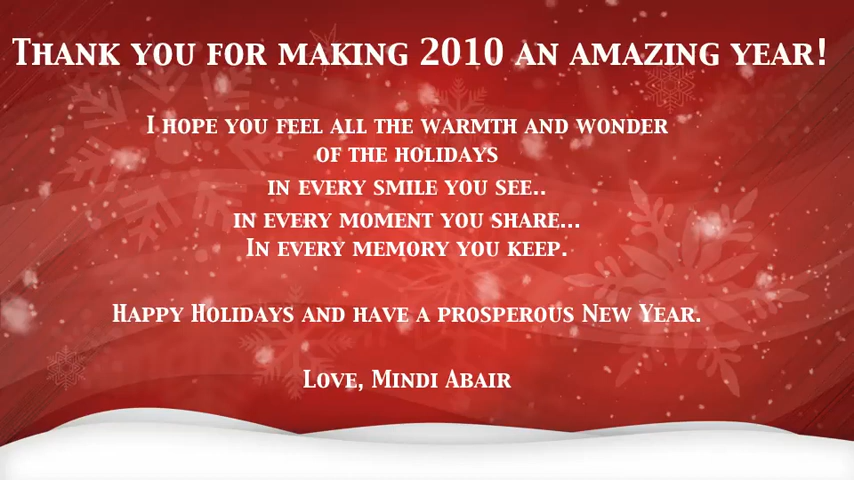 Thank you for making 2010 an amazing year!
I hope you feel all the warmth and wonder
of the holidays
in every smile you see..
in every moment you share...
In every memory you keep.
Happy Holidays and have a prosperous New Year.
Love, Mindi Abair